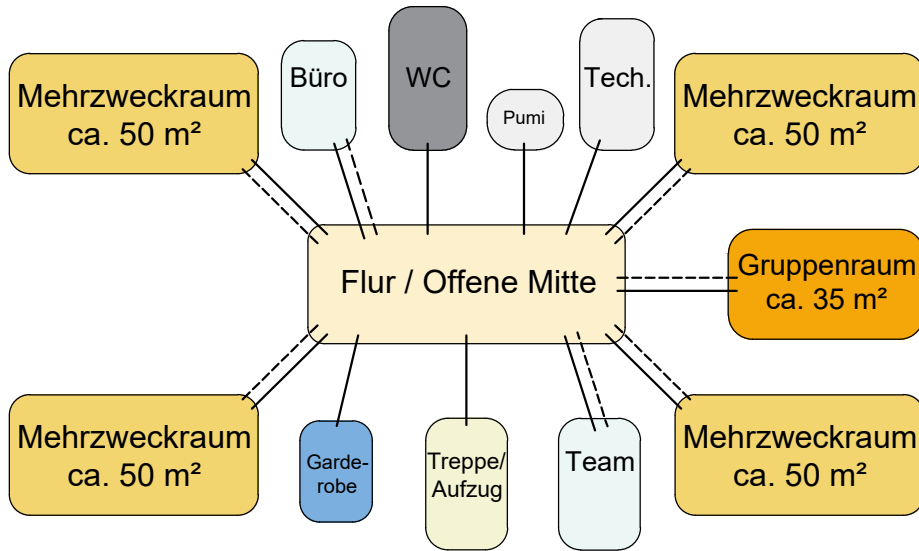 Mehrzweckraum
ca. 50 m²
Büro
WC
Pumi
Tech.
Mehrzweckraum
ca. 50 m²
Flur / Offene Mitte
Gruppenraum
ca. 35 m²
Mehrzweckraum
ca. 50 m²
Garde-
robe
Treppe/
Aufzug
Team
Mehrzweckraum
ca. 50 m²